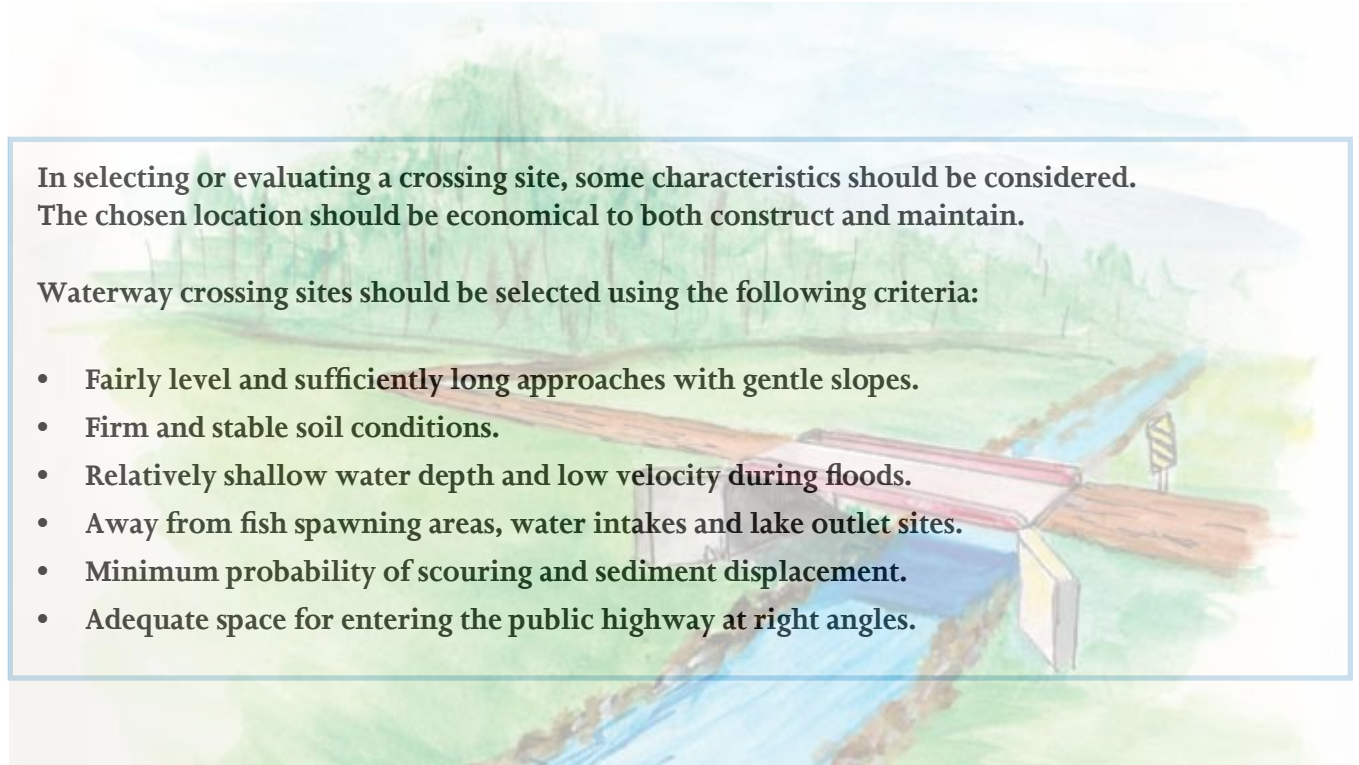 In selecting or evaluating a crossing site, some characteristics should be considered.
The chosen location should be economical to both construct and maintain.
Waterway crossing sites should be selected using the following criteria:
• Fairly level and sufficiently long approaches with gentle slopes.
• Firm and stable soil conditions.
• Relatively shallow water depth and low velocity during floods.
• Away from fish spawning areas, water intakes and lake outlet sites.
• Minimum probability of scouring and sediment displacement.
• Adequate space for entering the public highway at right angles.